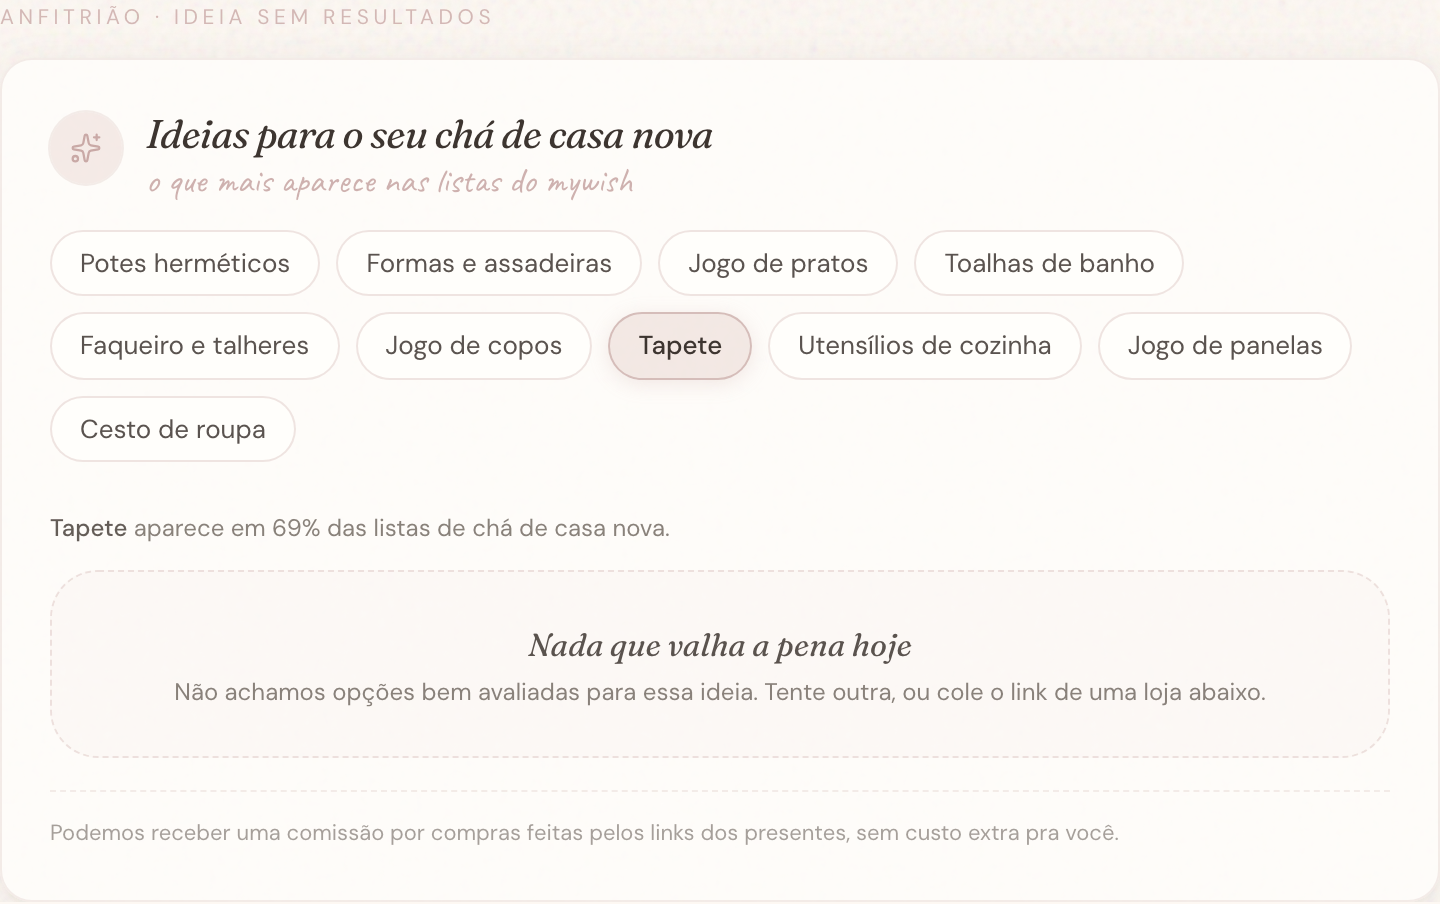 ANFITRIÃO · IDEIA SEM RESULTADOS
Ideias para o seu chá de casa nova
o que mais aparece nas listas do mywish
Potes herméticos
Formas e assadeiras
Jogo de pratos
Toalhas de banho
Faqueiro e talheres
Jogo de copos
Tapete
Utensílios de cozinha
Jogo de panelas
Cesto de roupa
Tapete aparece em 69% das listas de chá de casa nova.
Nada que valha a pena hoje
Não achamos opções bem avaliadas para essa ideia. Tente outra, ou cole o link de uma loja abaixo.
Podemos receber uma comissão por compras feitas pelos links dos presentes, sem custo extra pra você.